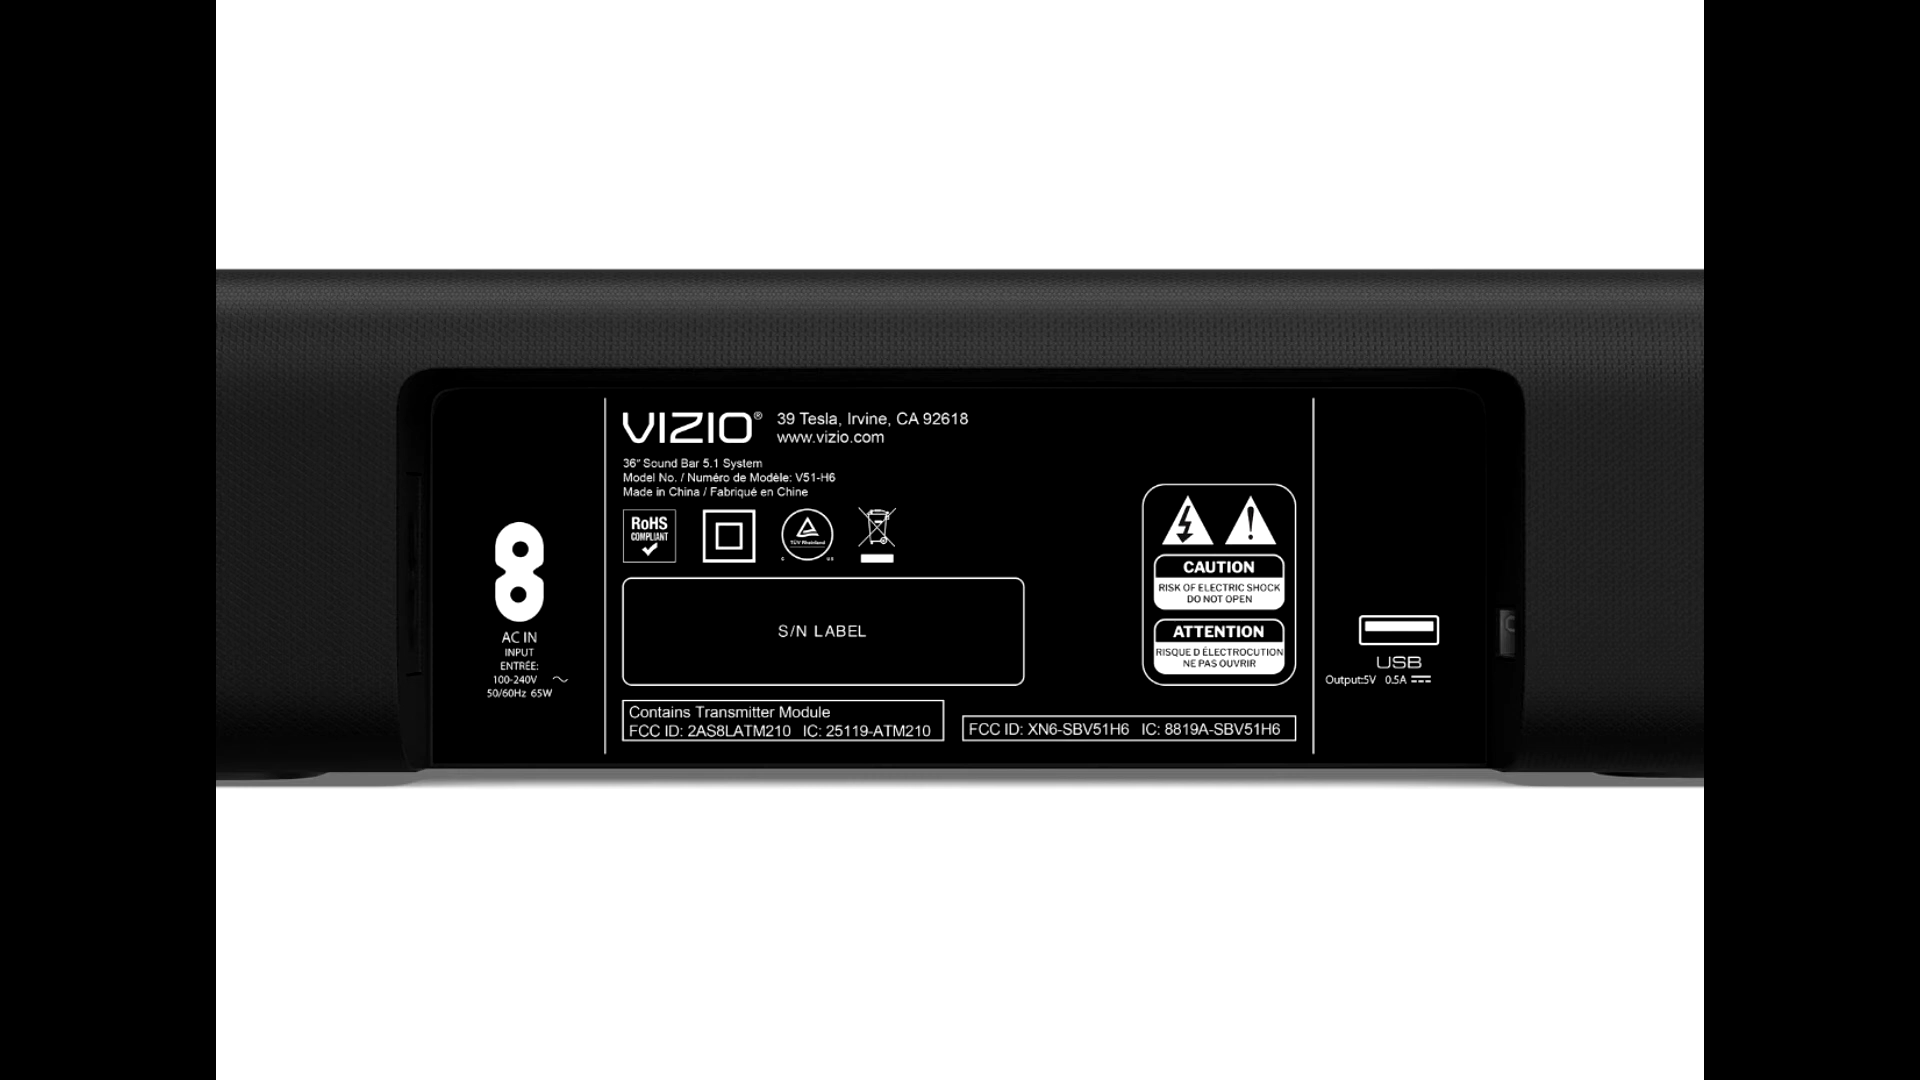 VIZIO®
39 Tesla, Irvine, CA 92618
www.vizio.com
36" Sound Bar 5.1 System
Model No. / Numéro de Modèle: V51-H6
Made in China / Fabriqué en Chine
RoHS
COMPLIANT
TÜV Rheinland
C US
S/N LABEL
Contains Transmitter Module
FCC ID: 2AS8LATM210 IC: 25119-ATM210
FCC ID: XN6-SBV51H6 IC: 8819A-SBV51H6
CAUTION
RISK OF ELECTRIC SHOCK
DO NOT OPEN
ATTENTION
RISQUE D ÉLECTROCUTION
NE PAS OUVRIR
AC IN
INPUT
ENTRÉE:
100-240V ~
50/60Hz 65W
USB
Output:5V 0.5A ⎓